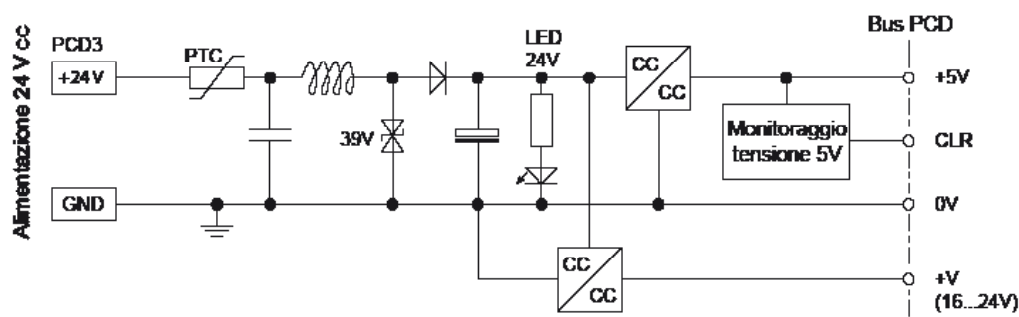 Alimentazione 24 V cc
PCD3
+24V
GND
PTC
39V
LED
24V
CC
CC
CC
CC
Monitoraggio
tensione 5V
Bus PCD
+5V
CLR
0V
+V
(16...24V)